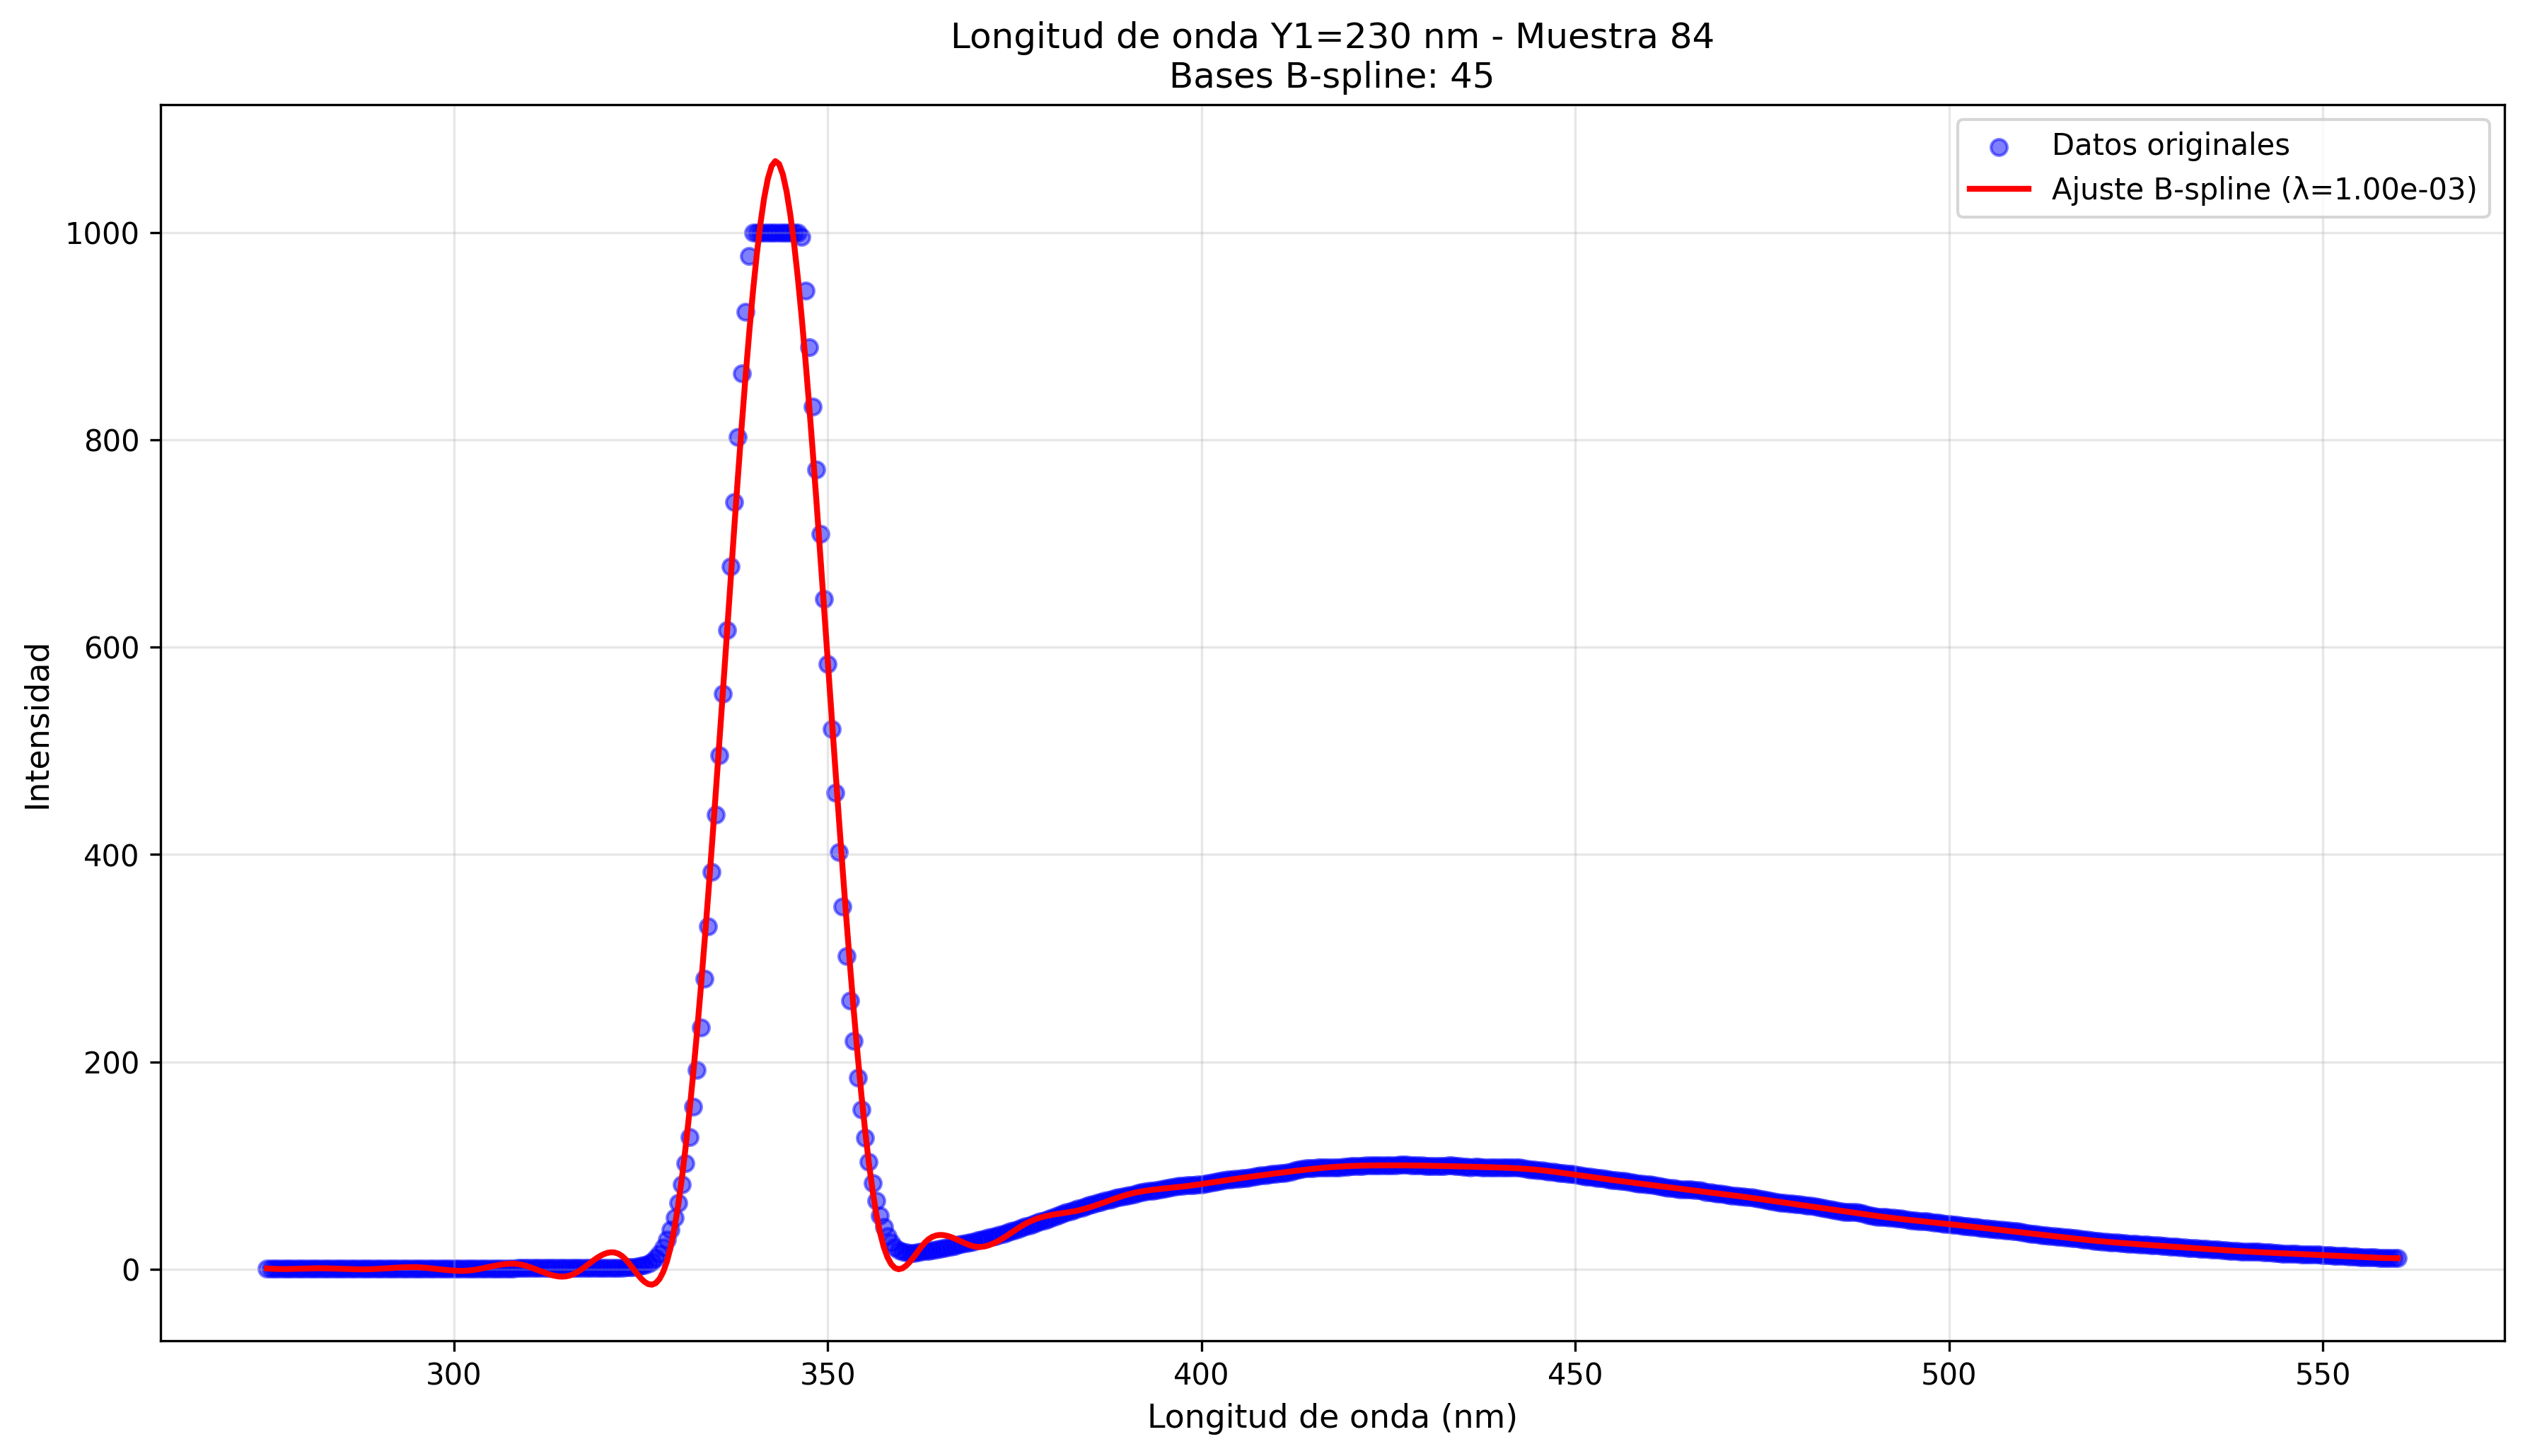 Longitud de onda Y1=230 nm - Muestra 84
Bases B-spline: 45
Datos originales
Ajuste B-spline (λ=1.00e-03)
Intensidad
1000
800
600
400
200
0
300
350
400
450
500
550
Longitud de onda (nm)